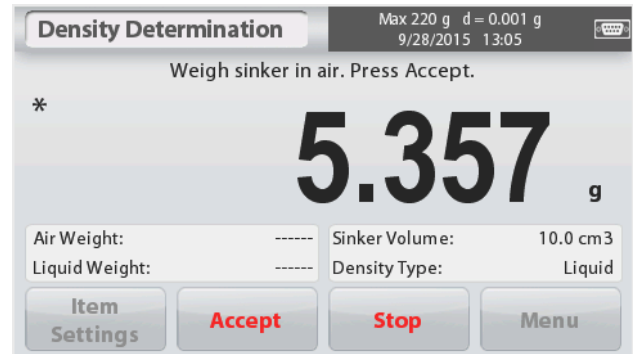 Density Determination
Max 220 g d = 0.001 g
9/28/2015 13:05
Weigh sinker in air. Press Accept.
*
5.357 g
Air Weight: ------
Sinker Volume: 10.0 cm3
Liquid Weight: ------
Density Type: Liquid
Item Settings
Accept
Stop
Menu